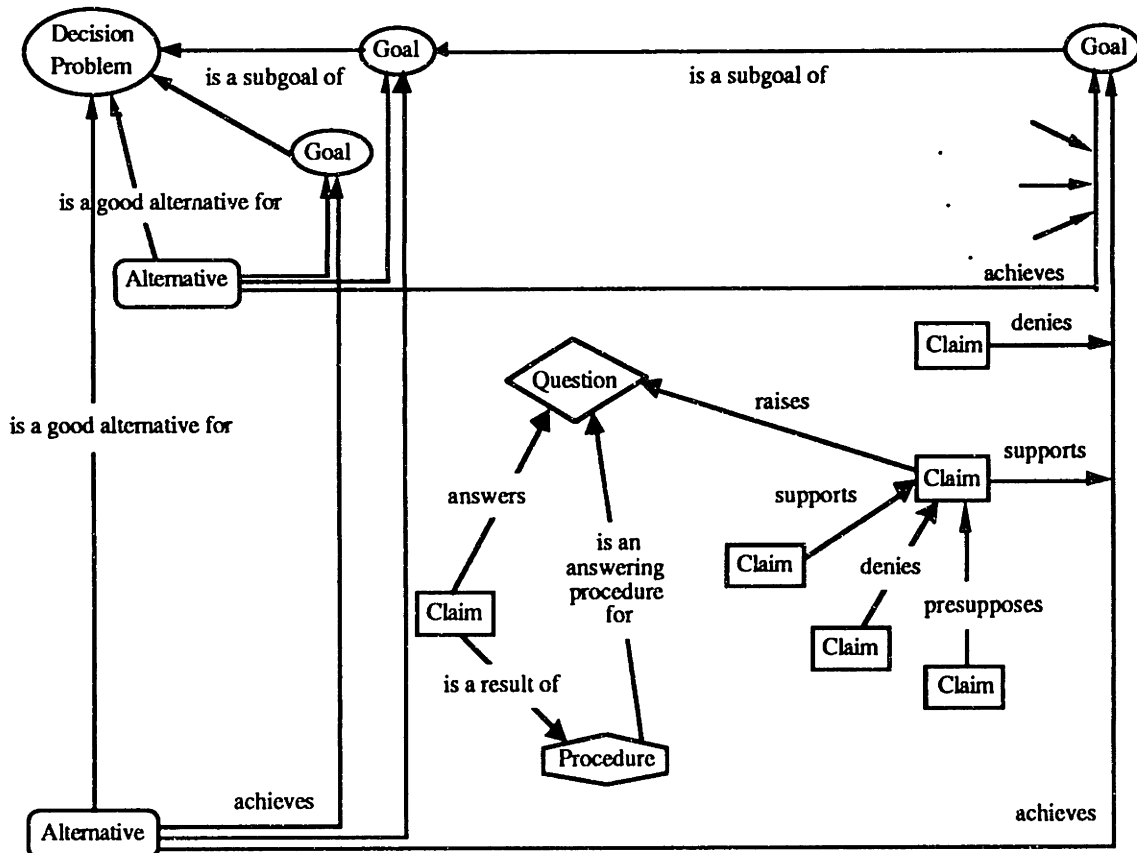 Decision
Problem
Goal
Goal
is a subgoal of
is a subgoal of
Goal
is a good alternative for
Alternative
achieves
Claim
denies
Question
raises
is a good alternative for
Claim
supports
answers
supports
is an
answering
procedure
for
Claim
denies
Claim
presupposes
Claim
Claim
is a result of
Procedure
achieves
achieves
Alternative